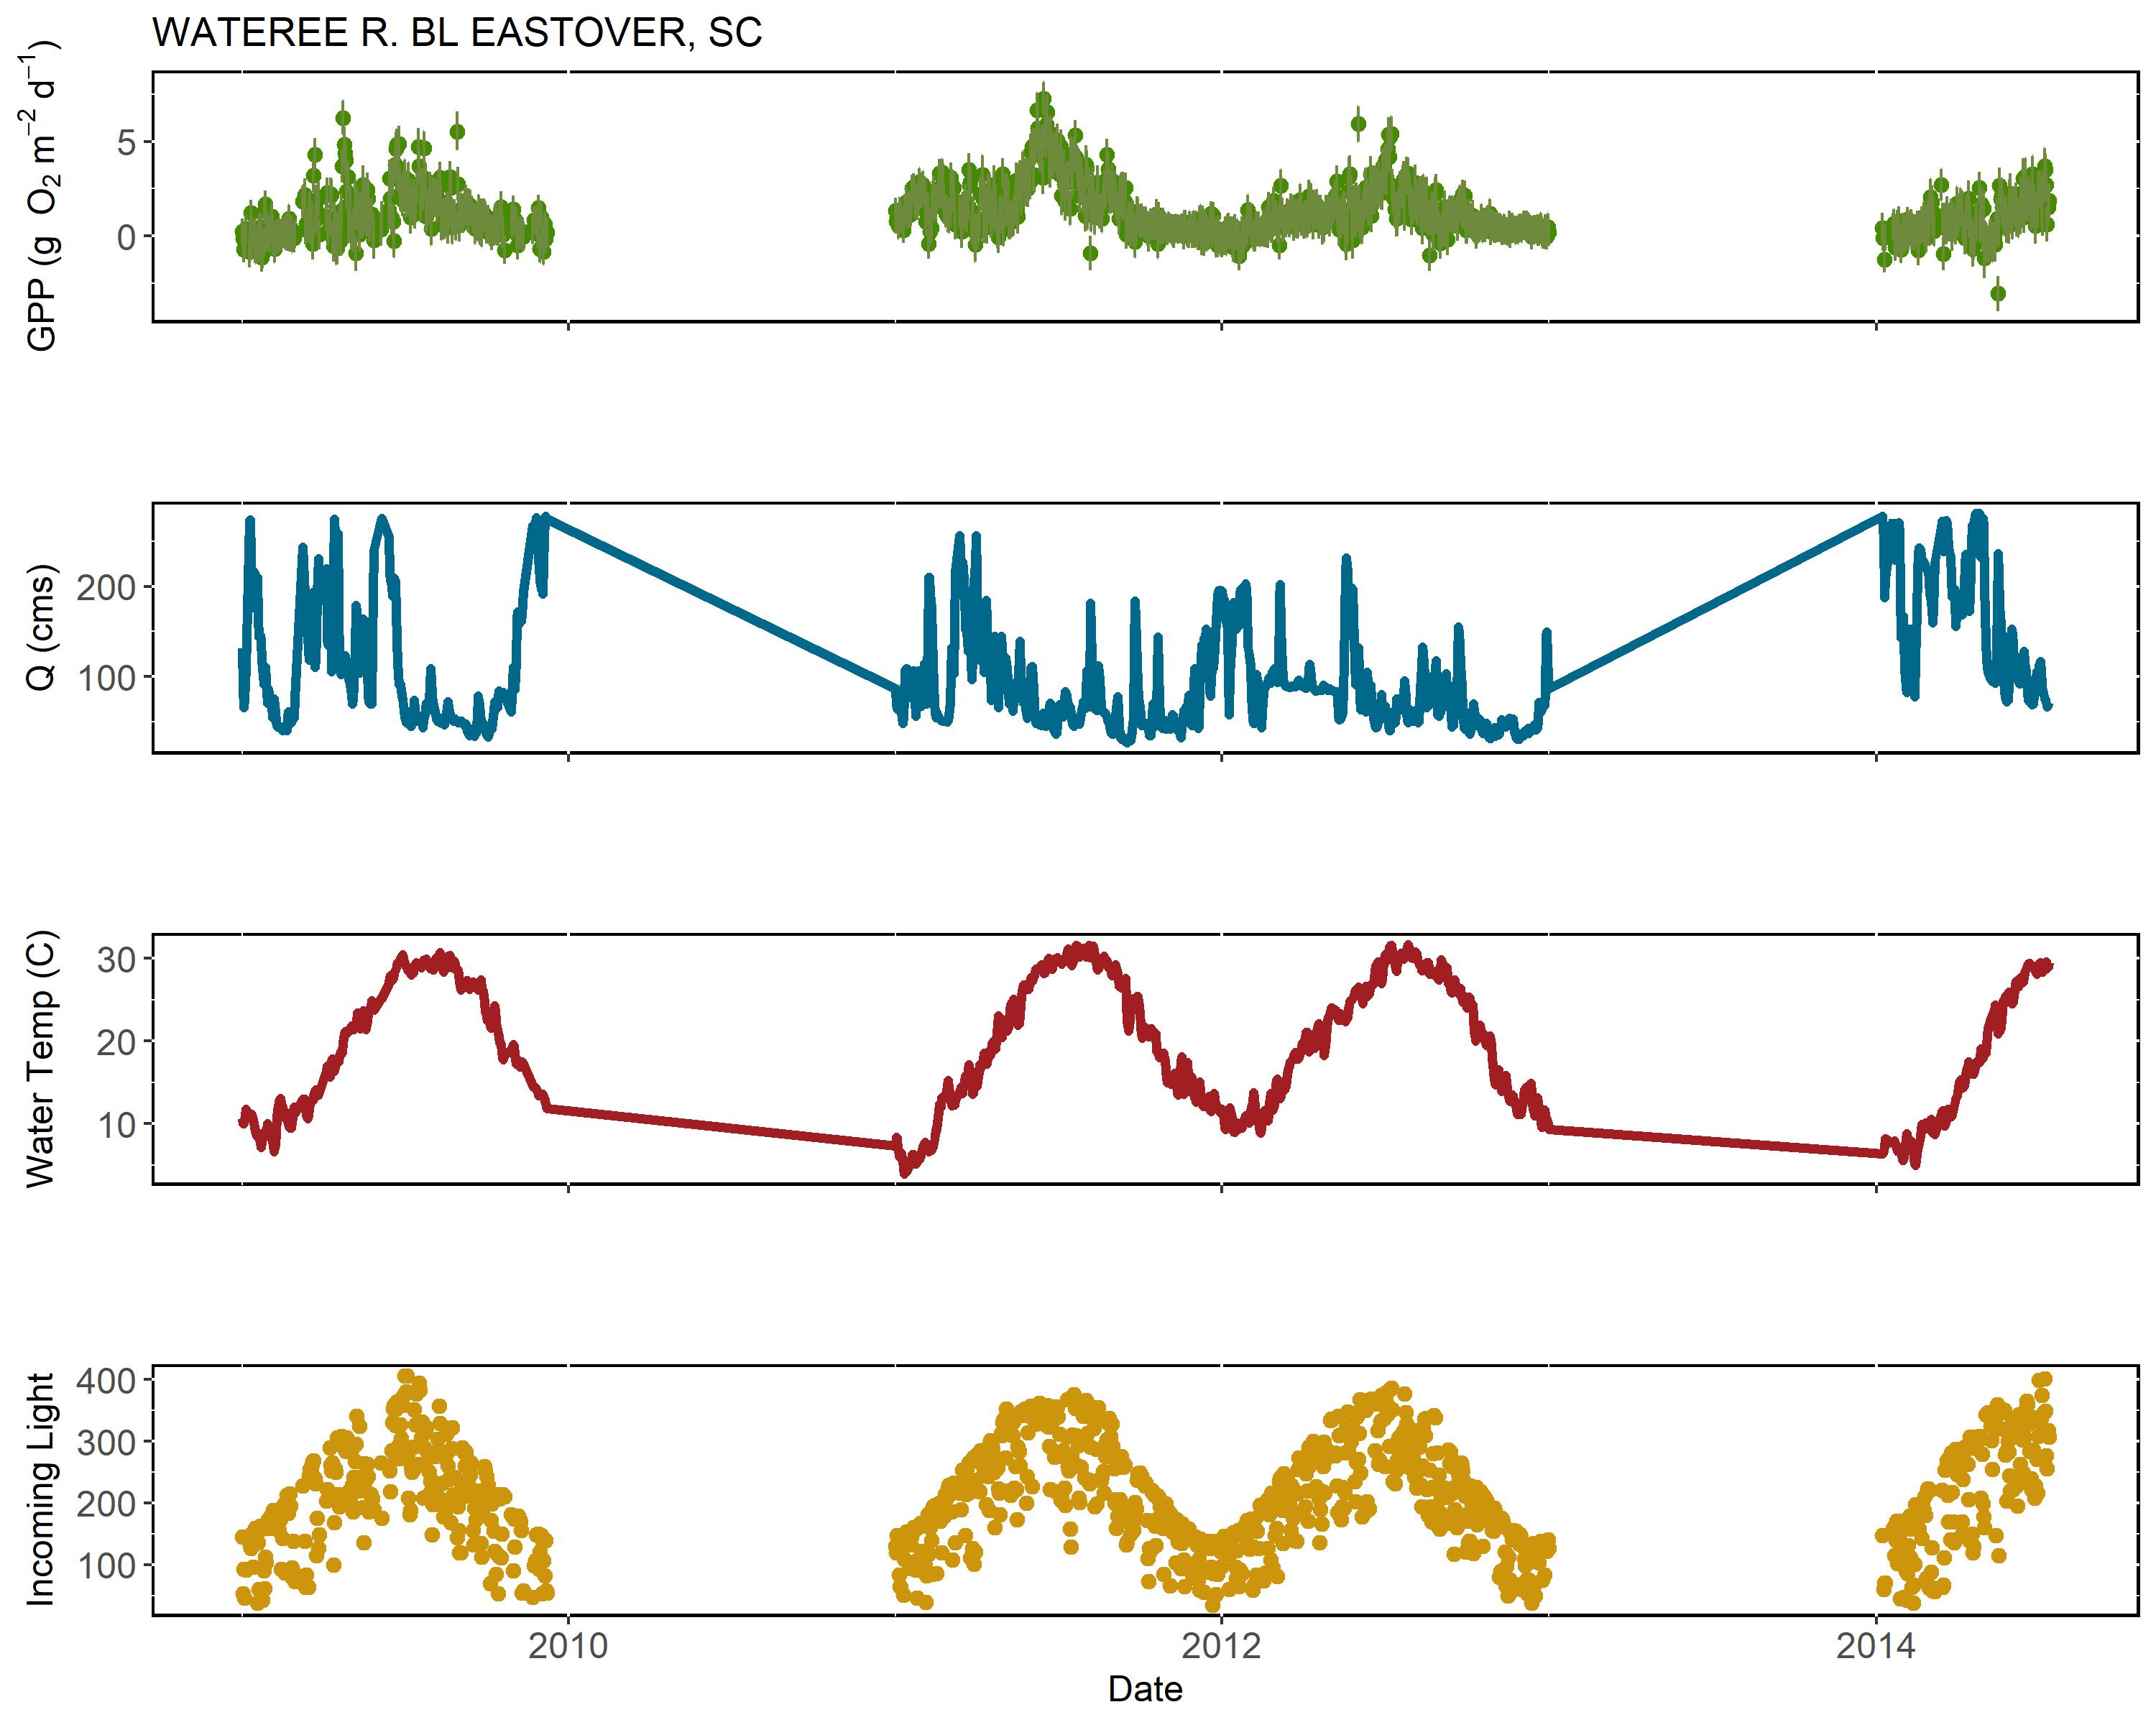 WATEREE R. BL EASTOVER, SC
GPP (g O₂ m⁻² d⁻¹)
5
0
Q (cms)
200
100
Water Temp (C)
30
20
10
Incoming Light
400
300
200
100
2010 2012 2014
Date